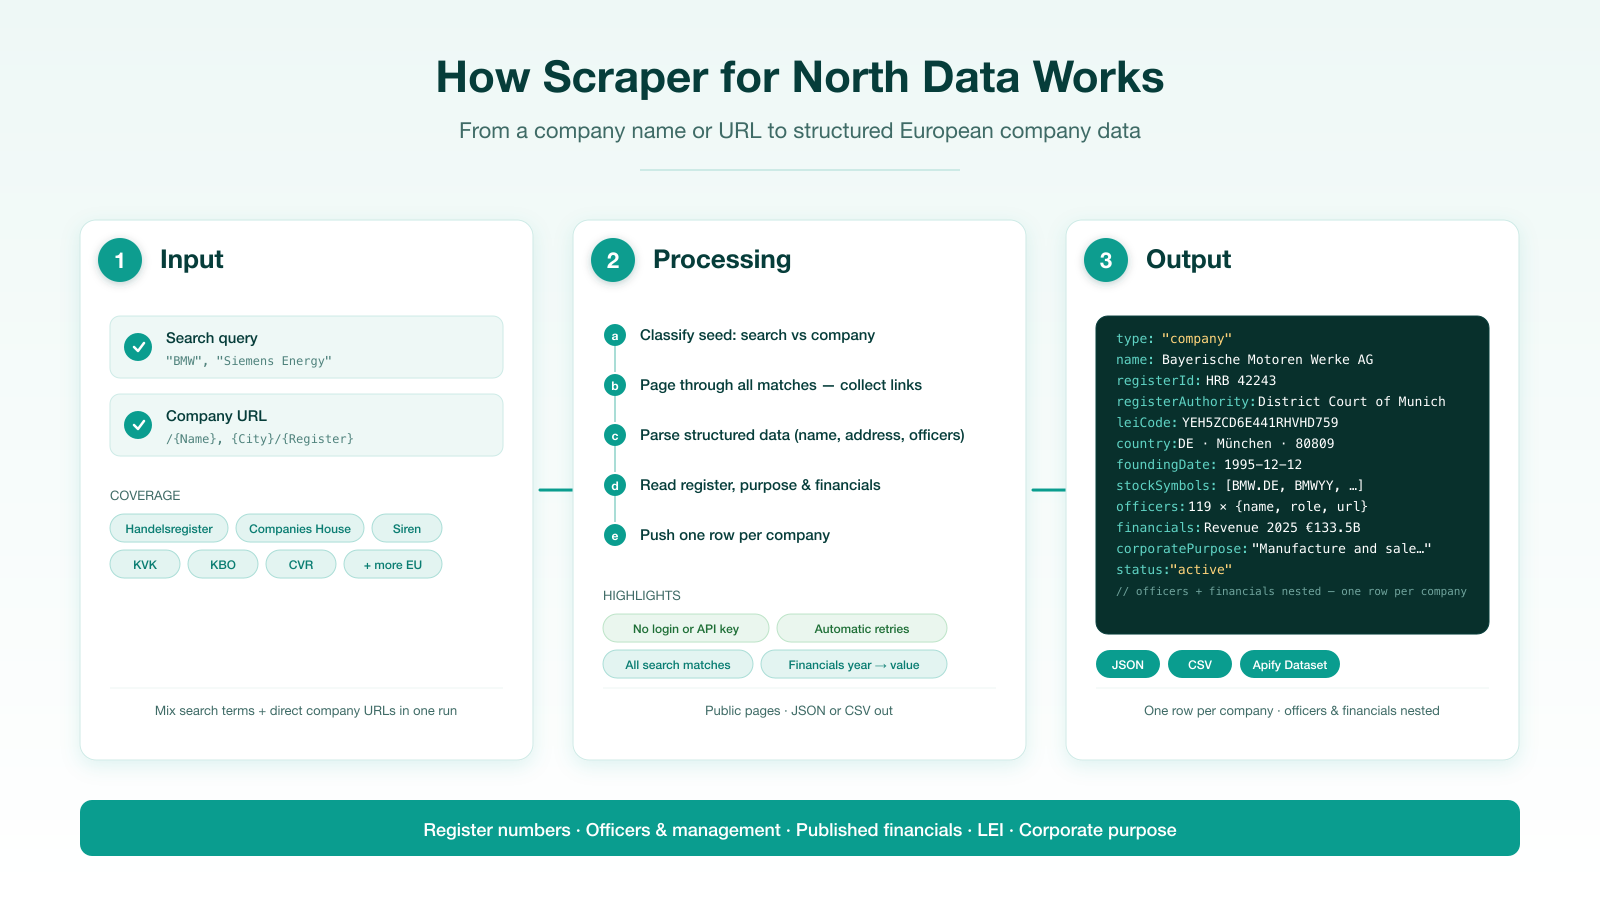 How Scraper for North Data Works
From a company name or URL to structured European company data
1 Input
Search query
"BMW", "Siemens Energy"
Company URL
/{Name}, {City}/{Register}
COVERAGE
Handelsregister Companies House Siren
KVK KBO CVR + more EU
Mix search terms + direct company URLs in one run
2 Processing
a Classify seed: search vs company
b Page through all matches — collect links
c Parse structured data (name, address, officers)
d Read register, purpose & financials
e Push one row per company
HIGHLIGHTS
No login or API key Automatic retries
All search matches Financials year → value
Public pages · JSON or CSV out
3 Output
type: "company"
name: Bayerische Motoren Werke AG
registerId: HRB 42243
registerAuthority: District Court of Munich
leiCode: YEH5ZCD6E441RHVHD759
country: DE · München · 80809
foundingDate: 1995-12-12
stockSymbols: [BMW.DE, BMWYY, …]
officers: 119 × {name, role, url}
financials: Revenue 2025 €133.5B
corporatePurpose: "Manufacture and sale…"
status: "active"
// officers + financials nested — one row per company
JSON CSV Apify Dataset
One row per company · officers & financials nested
Register numbers · Officers & management · Published financials · LEI · Corporate purpose